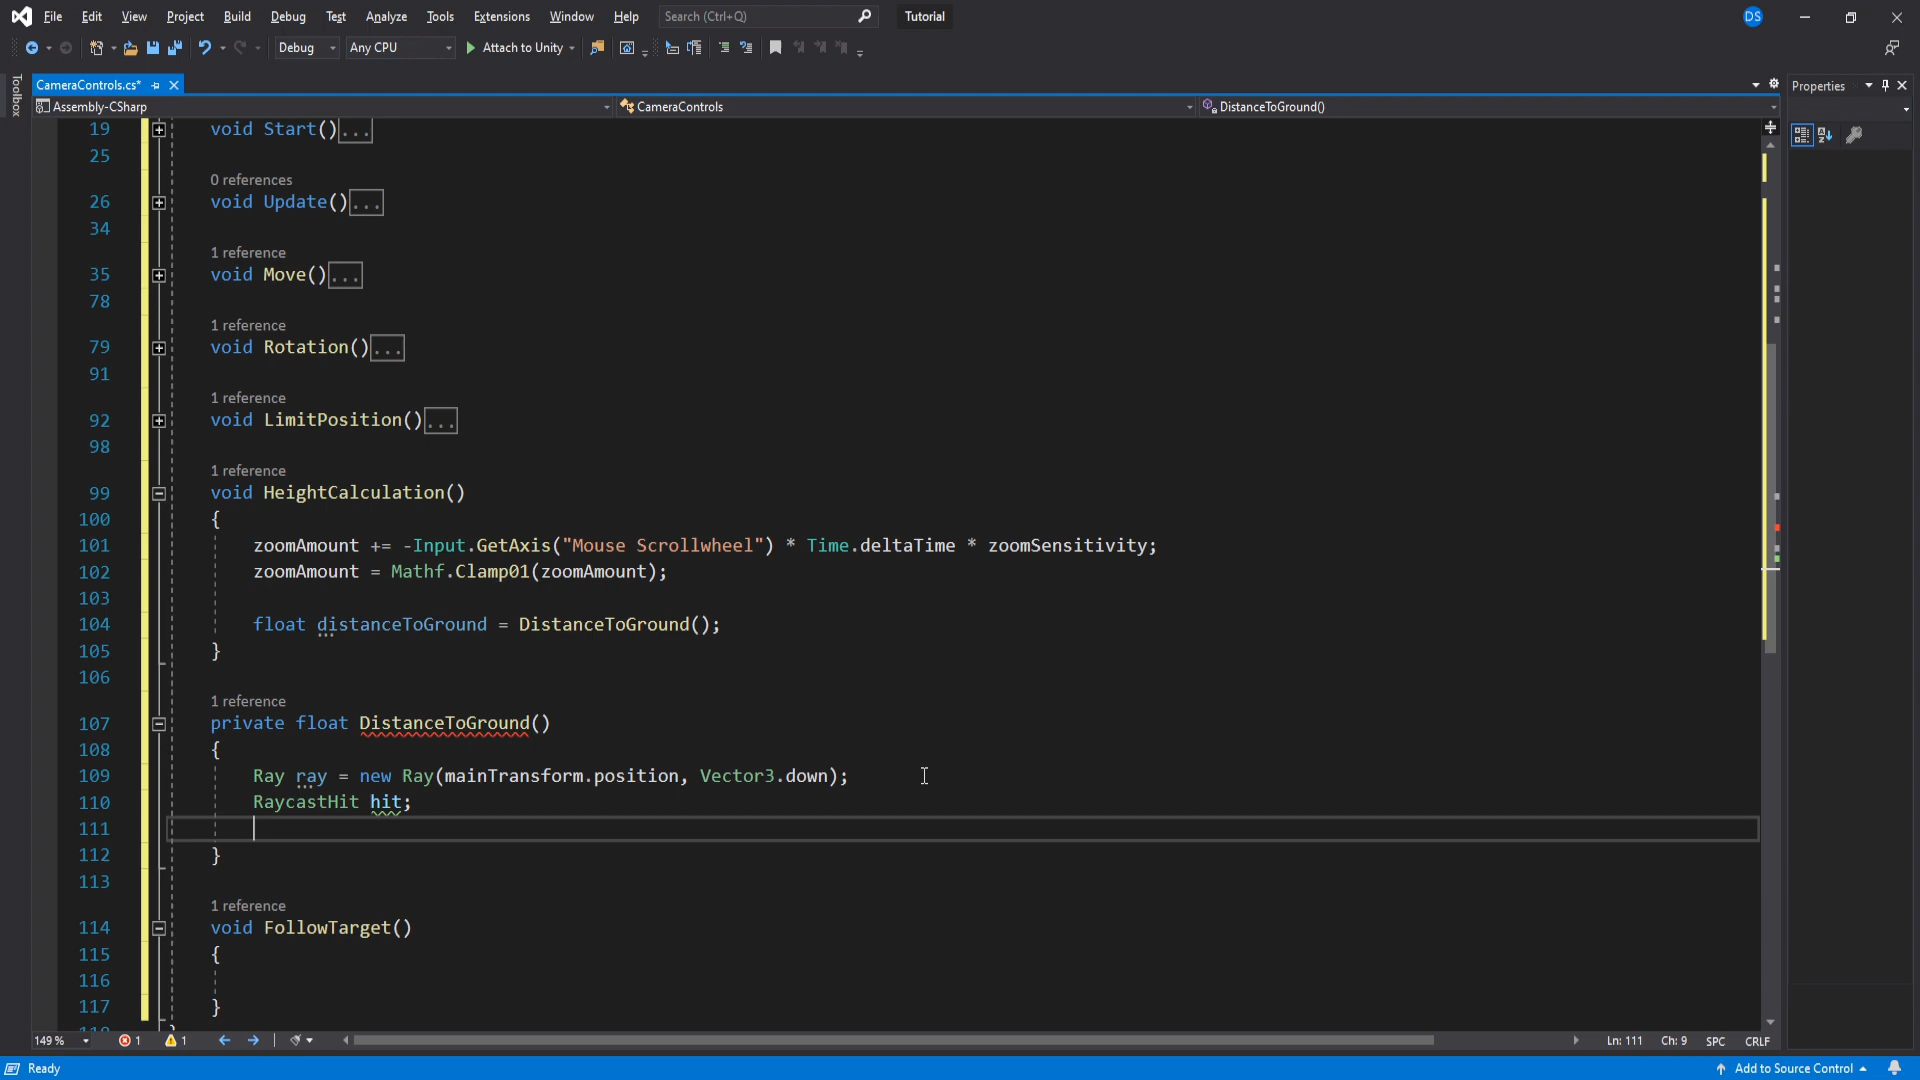 File Edit View Project Build Debug Test Analyze Tools Extensions Window Help Search (Ctrl+Q) Tutorial DS
Debug Any CPU Attach to Unity
Toolbox
CameraControls.cs*
Properties
Assembly-CSharp CameraControls DistanceToGround()
19 void Start()...
25
0 references
26 void Update()...
34
1 reference
35 void Move()...
78
1 reference
79 void Rotation()...
91
1 reference
92 void LimitPosition()...
98
1 reference
99 void HeightCalculation()
100 {
101 zoomAmount += -Input.GetAxis("Mouse Scrollwheel") * Time.deltaTime * zoomSensitivity;
102 zoomAmount = Mathf.Clamp01(zoomAmount);
103
104 float distanceToGround = DistanceToGround();
105 }
106
1 reference
107 private float DistanceToGround()
108 {
109 Ray ray = new Ray(mainTransform.position, Vector3.down);
110 RaycastHit hit;
111
112 }
113
1 reference
114 void FollowTarget()
115 {
116
117 }
149 % 1 1 Ln: 111 Ch: 9 SPC CRLF
Ready Add to Source Control